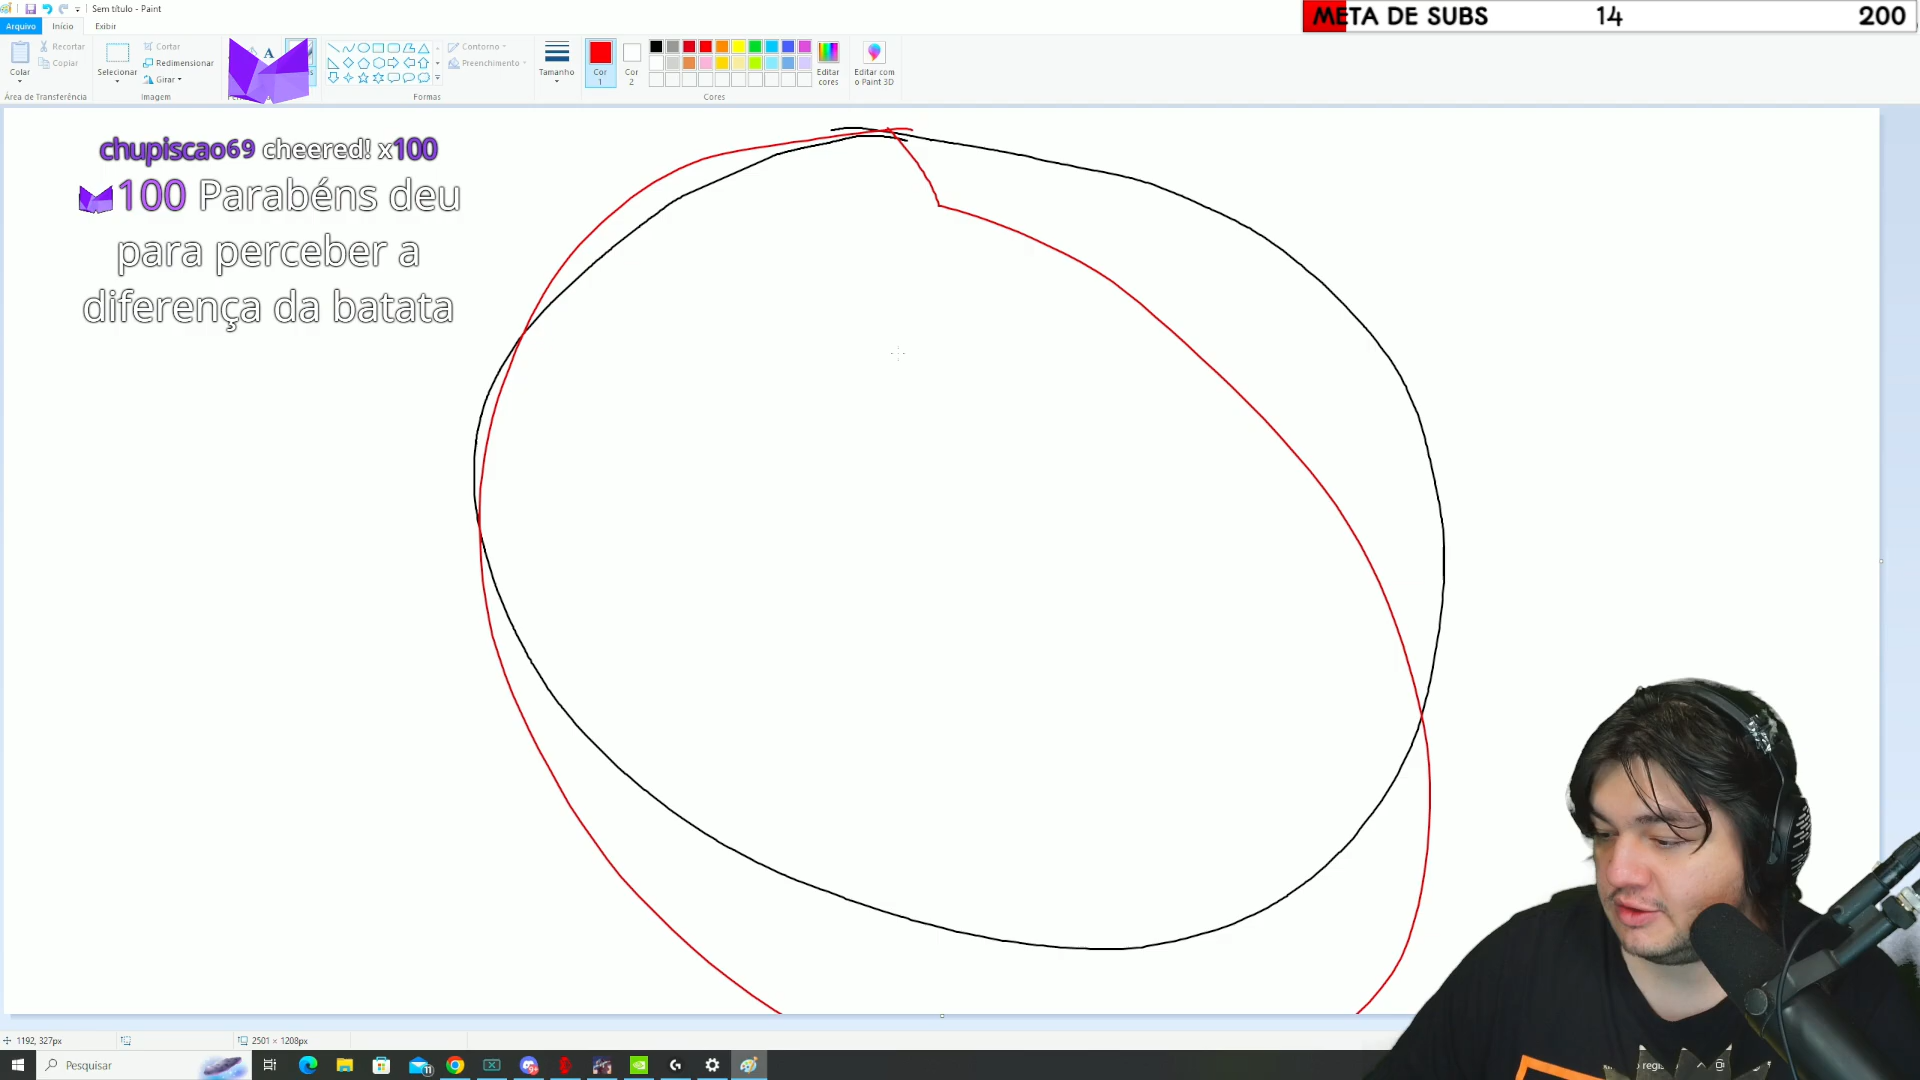 Sem título - Paint
META DE SUBS 14 200
Arquivo Início Exibir
Colar
Recortar
Copiar
Área de Transferência
Selecionar
Cortar
Redimensionar
Girar
Imagem
A
Formas
Contorno
Preenchimento
Tamanho
Cor 1
Cor 2
Editar cores
Editar com o Paint 3D
Cores
chupiscao69 cheered! x100
100 Parabéns deu
para perceber a
diferença da batata
1192, 327px
2501 × 1208px
Pesquisar
11